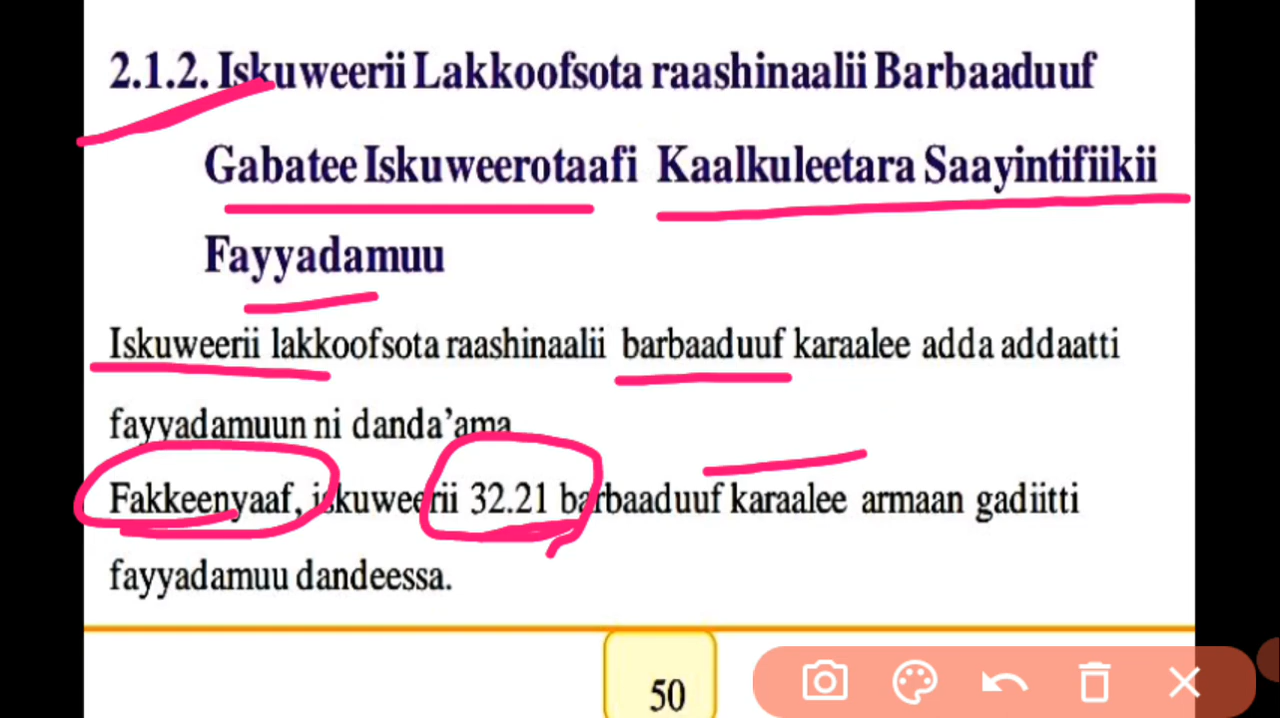 2.1.2. Iskuweerii Lakkoofsota raashinaalii Barbaaduuf
Gabatee Iskuweerotaafi Kaalkuleetara Saayintifiikii
Fayyadamuu
Iskuweerii lakkoofsota raashinaalii barbaaduuf karaalee adda addaatti
fayyadamuun ni danda’ama.
Fakkeenyaaf, iskuweerii 32.21 barbaaduuf karaalee armaan gadiitti
fayyadamuu dandeessa.
50